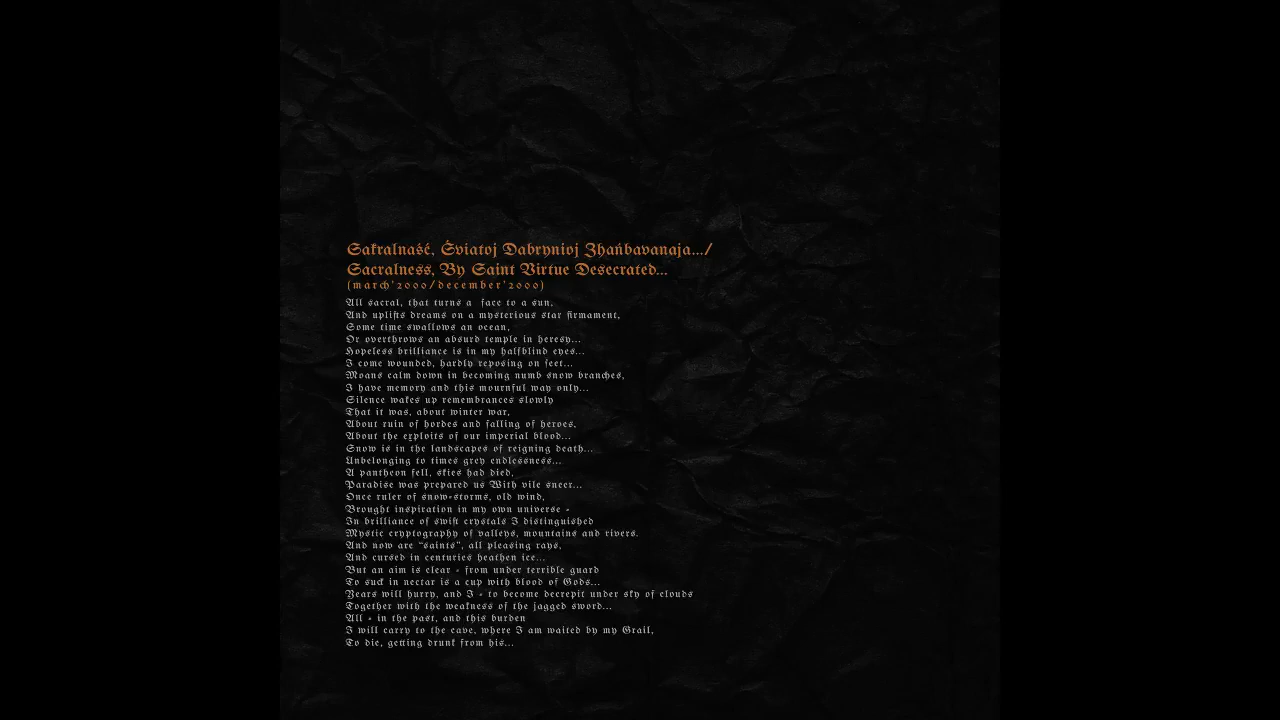 Sakralnaść, Śviatoj Dabrynioj Zhańbavanaja.../
Sacralness, By Saint Virtue Desecrated...
(march'2000/december'2000)
All sacral, that turns a face to a sun,
And uplifts dreams on a mysterious star firmament,
Some time swallows an ocean,
Or overthrows an absurd temple in heresy...
Hopeless brilliance is in my halfblind eyes...
I come wounded, hardly reposing on feet...
Moans calm down in becoming numb snow branches,
I have memory and this mournful way only...
Silence wakes up remembrances slowly
That it was, about winter war,
About ruin of hordes and falling of heroes,
About the exploits of our imperial blood...
Snow is in the landscapes of reigning death...
Unbelonging to times grey endlessness...
A pantheon fell, skies had died,
Paradise was prepared us With vile sneer...
Once ruler of snow-storms, old wind,
Brought inspiration in my own universe -
In brilliance of swift crystals I distinguished
Mystic cryptography of valleys, mountains and rivers.
And now are "saints", all pleasing rays,
And cursed in centuries heathen ice...
But an aim is clear - from under terrible guard
To suck in nectar is a cup with blood of Gods...
Years will hurry, and I - to become decrepit under sky of clouds
Together with the weakness of the jagged sword...
All - in the past, and this burden
I will carry to the cave, where I am waited by my Grail,
To die, getting drunk from his...